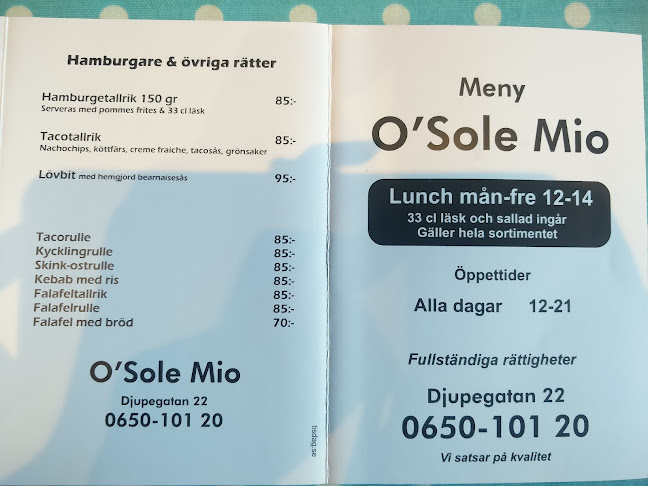 Hamburgare & övriga rätter
Hamburgetallrik 150 gr 85:-
Serveras med pommes frites & 33 cl läsk
Tacotallrik 85:-
Nachochips, köttfärs, creme fraiche, tacosås, grönsaker
Lövbit med hemgjord bearnaisesås 95:-
Tacorulle 85:-
Kycklingrulle 85:-
Skink-ostrulle 85:-
Kebab med ris 85:-
Falafeltallrik 85:-
Falafelrulle 85:-
Falafel med bröd 70:-
O'Sole Mio
Djupegatan 22
0650-101 20
tisdag.se
Meny
O'Sole Mio
Lunch mån-fre 12-14
33 cl läsk och sallad ingår
Gäller hela sortimentet
Öppettider
Alla dagar 12-21
Fullständiga rättigheter
Djupegatan 22
0650-101 20
Vi satsar på kvalitet